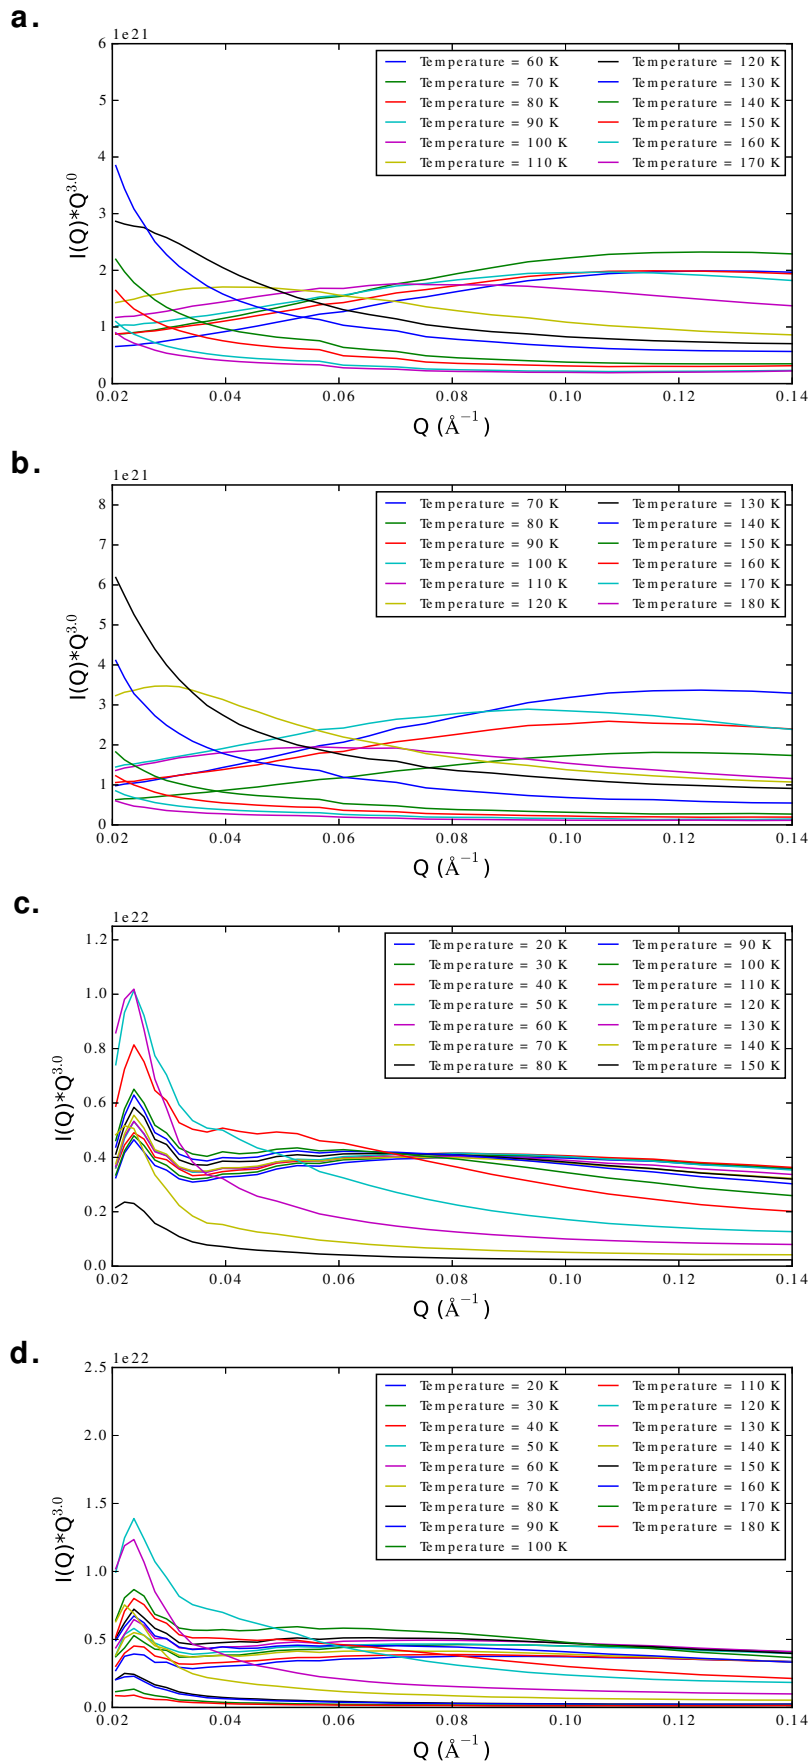 a.
1e21
6
5
4
3
2
1
0
I(Q)*Q^3.0
Temperature = 60 K
Temperature = 70 K
Temperature = 80 K
Temperature = 90 K
Temperature = 100 K
Temperature = 110 K
Temperature = 120 K
Temperature = 130 K
Temperature = 140 K
Temperature = 150 K
Temperature = 160 K
Temperature = 170 K
0.02 0.04 0.06 0.08 0.10 0.12 0.14
Q (Å^−1)
b.
1e21
8
7
6
5
4
3
2
1
0
I(Q)*Q^3.0
Temperature = 70 K
Temperature = 80 K
Temperature = 90 K
Temperature = 100 K
Temperature = 110 K
Temperature = 120 K
Temperature = 130 K
Temperature = 140 K
Temperature = 150 K
Temperature = 160 K
Temperature = 170 K
Temperature = 180 K
0.02 0.04 0.06 0.08 0.10 0.12 0.14
Q (Å^−1)
c.
1e22
1.2
1.0
0.8
0.6
0.4
0.2
0.0
I(Q)*Q^3.0
Temperature = 20 K
Temperature = 30 K
Temperature = 40 K
Temperature = 50 K
Temperature = 60 K
Temperature = 70 K
Temperature = 80 K
Temperature = 90 K
Temperature = 100 K
Temperature = 110 K
Temperature = 120 K
Temperature = 130 K
Temperature = 140 K
Temperature = 150 K
0.02 0.04 0.06 0.08 0.10 0.12 0.14
Q (Å^−1)
d.
1e22
2.5
2.0
1.5
1.0
0.5
0.0
I(Q)*Q^3.0
Temperature = 20 K
Temperature = 30 K
Temperature = 40 K
Temperature = 50 K
Temperature = 60 K
Temperature = 70 K
Temperature = 80 K
Temperature = 90 K
Temperature = 100 K
Temperature = 110 K
Temperature = 120 K
Temperature = 130 K
Temperature = 140 K
Temperature = 150 K
Temperature = 160 K
Temperature = 170 K
Temperature = 180 K
0.02 0.04 0.06 0.08 0.10 0.12 0.14
Q (Å^−1)